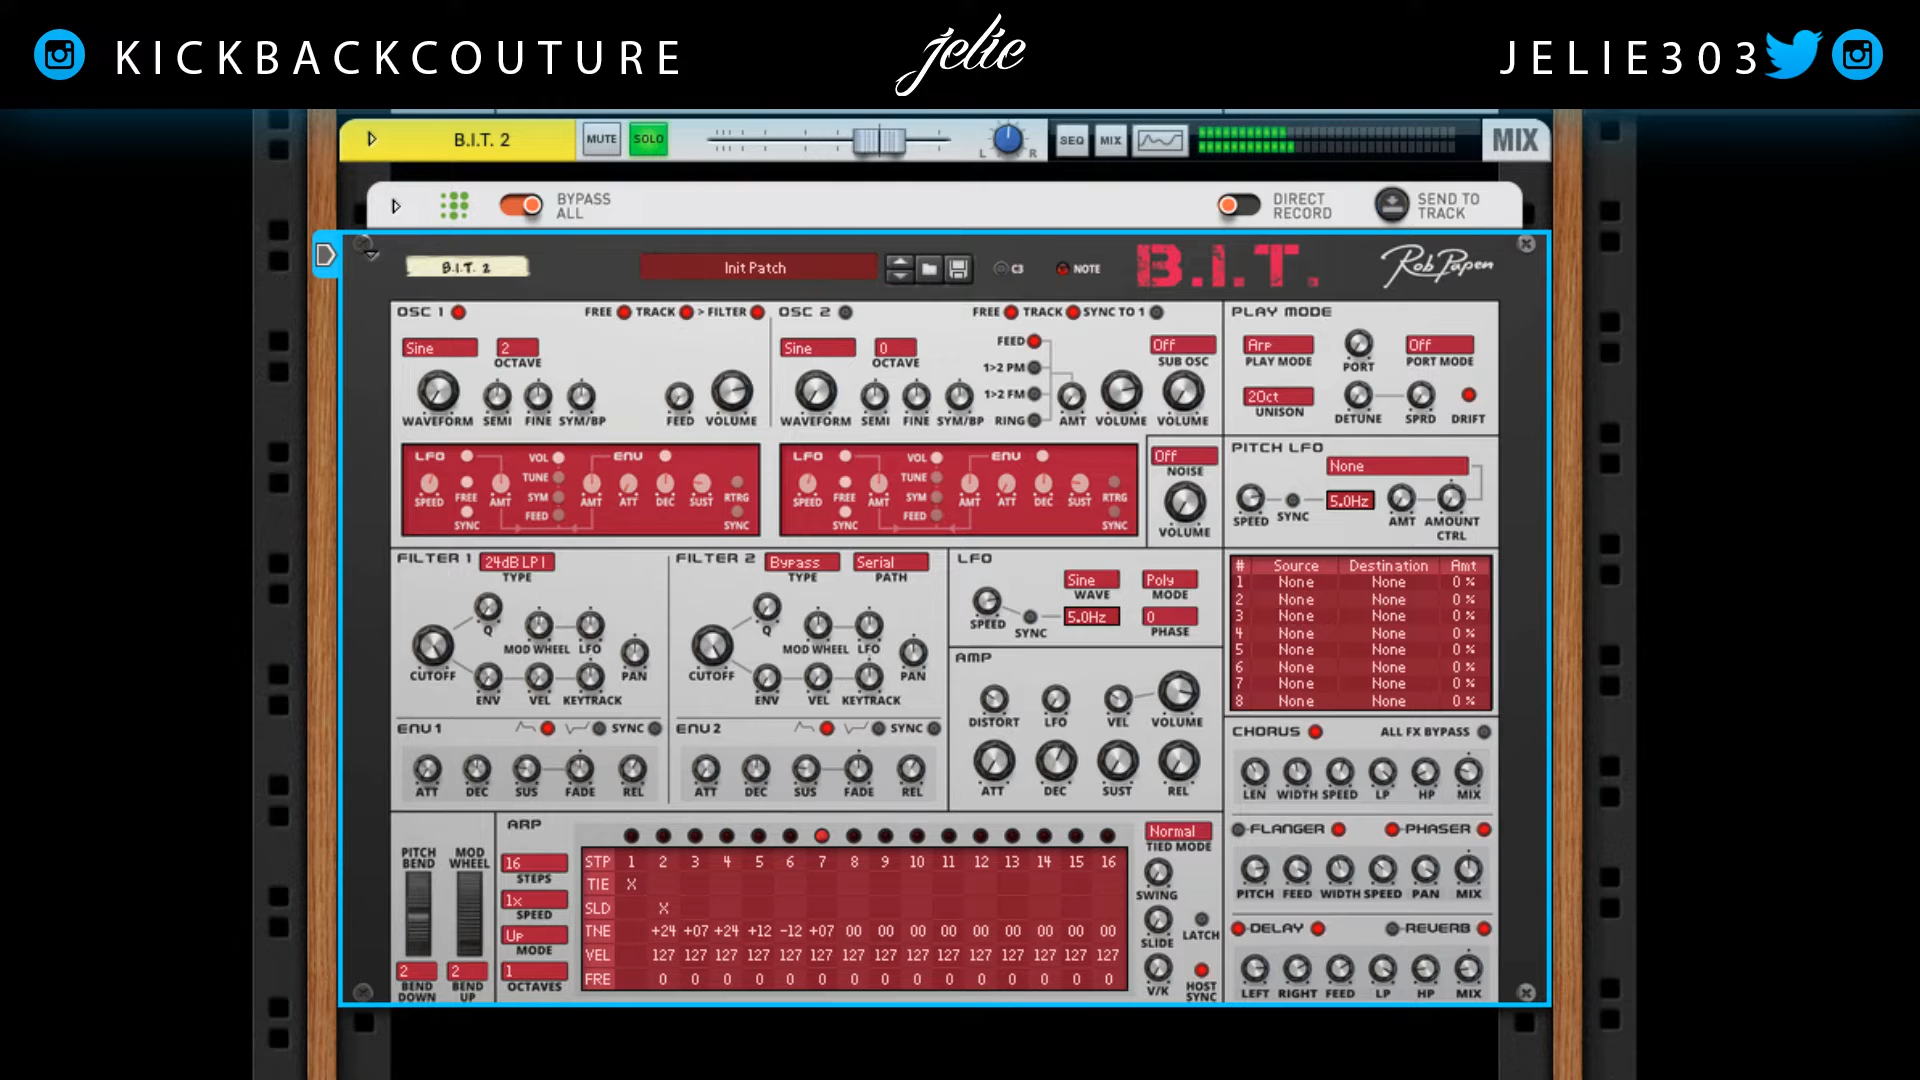 KICKBACKCOUTURE jelie JELIE303
B.I.T. 2 MUTE SOLO L R SEQ MIX MIX
BYPASS ALL DIRECT RECORD SEND TO TRACK
B.I.T. 2 Init Patch C3 NOTE B.I.T. Rob Papen
OSC 1 FREE TRACK > FILTER OSC 2 FREE TRACK SYNC TO 1 PLAY MODE
Sine 2 Sine 0 FEED Off Arp Off
OCTAVE OCTAVE 1>2 PM SUB OSC PLAY MODE PORT PORT MODE
1>2 FM 2Oct
WAVEFORM SEMI FINE SYM/BP FEED VOLUME WAVEFORM SEMI FINE SYM/BP RING AMT VOLUME VOLUME UNISON DETUNE SPRD DRIFT
LFO VOL ENV LFO VOL ENV Off PITCH LFO
TUNE TUNE NOISE None
SPEED FREE AMT SYM AMT ATT DEC SUST RTRG SPEED FREE AMT SYM AMT ATT DEC SUST RTRG 5.0Hz
SYNC FEED SYNC SYNC FEED SYNC VOLUME SPEED SYNC AMT AMOUNT CTRL
FILTER 1 24dB LP I FILTER 2 Bypass Serial LFO
TYPE TYPE PATH Sine Poly
WAVE MODE
Q Q SPEED SYNC 5.0Hz 0
PHASE
MOD WHEEL LFO MOD WHEEL LFO
CUTOFF PAN CUTOFF PAN AMP
ENV VEL KEYTRACK ENV VEL KEYTRACK
DISTORT LFO VEL VOLUME
# Source Destination Amt
1 None None 0 %
2 None None 0 %
3 None None 0 %
4 None None 0 %
5 None None 0 %
6 None None 0 %
7 None None 0 %
8 None None 0 %
ENV 1 SYNC ENV 2 SYNC CHORUS ALL FX BYPASS
ATT DEC SUS FADE REL ATT DEC SUS FADE REL ATT DEC SUST REL LEN WIDTH SPEED LP HP MIX
FLANGER PHASER
PITCH FEED WIDTH SPEED PAN MIX
DELAY REVERB
LEFT RIGHT FEED LP HP MIX
PITCH BEND MOD WHEEL ARP
2 2
BEND DOWN BEND UP
16
STEPS
1x
SPEED
Up
MODE
1
OCTAVES
STP 1 2 3 4 5 6 7 8 9 10 11 12 13 14 15 16
TIE X
SLD X
TNE +24 +07 +24 +12 -12 +07 00 00 00 00 00 00 00 00 00
VEL 127 127 127 127 127 127 127 127 127 127 127 127 127 127 127
FRE 0 0 0 0 0 0 0 0 0 0 0 0 0 0 0
Normal
TIED MODE
SWING
SLIDE LATCH
V/K HOST SYNC